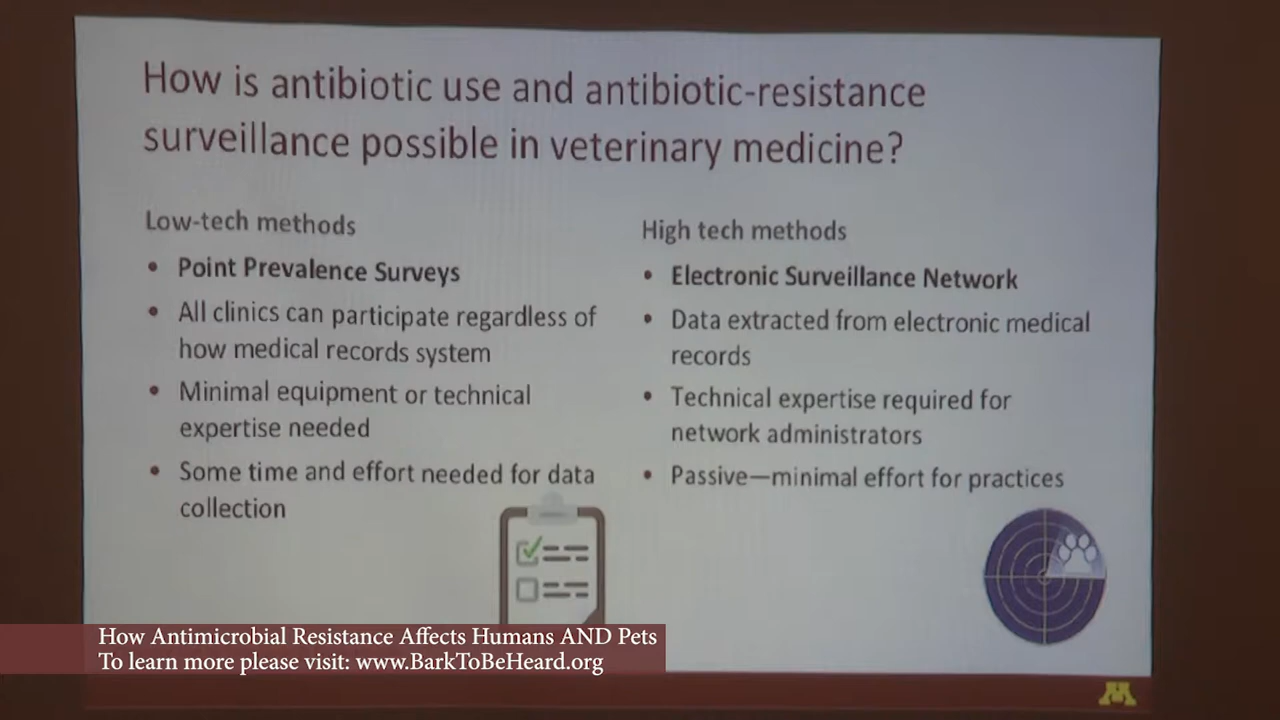 How is antibiotic use and antibiotic-resistance
surveillance possible in veterinary medicine?
Low-tech methods
• Point Prevalence Surveys
• All clinics can participate regardless of
how medical records system
• Minimal equipment or technical
expertise needed
• Some time and effort needed for data
collection
High tech methods
• Electronic Surveillance Network
• Data extracted from electronic medical
records
• Technical expertise required for
network administrators
• Passive—minimal effort for practices
How Antimicrobial Resistance Affects Humans AND Pets
To learn more please visit: www.BarkToBeHeard.org
M